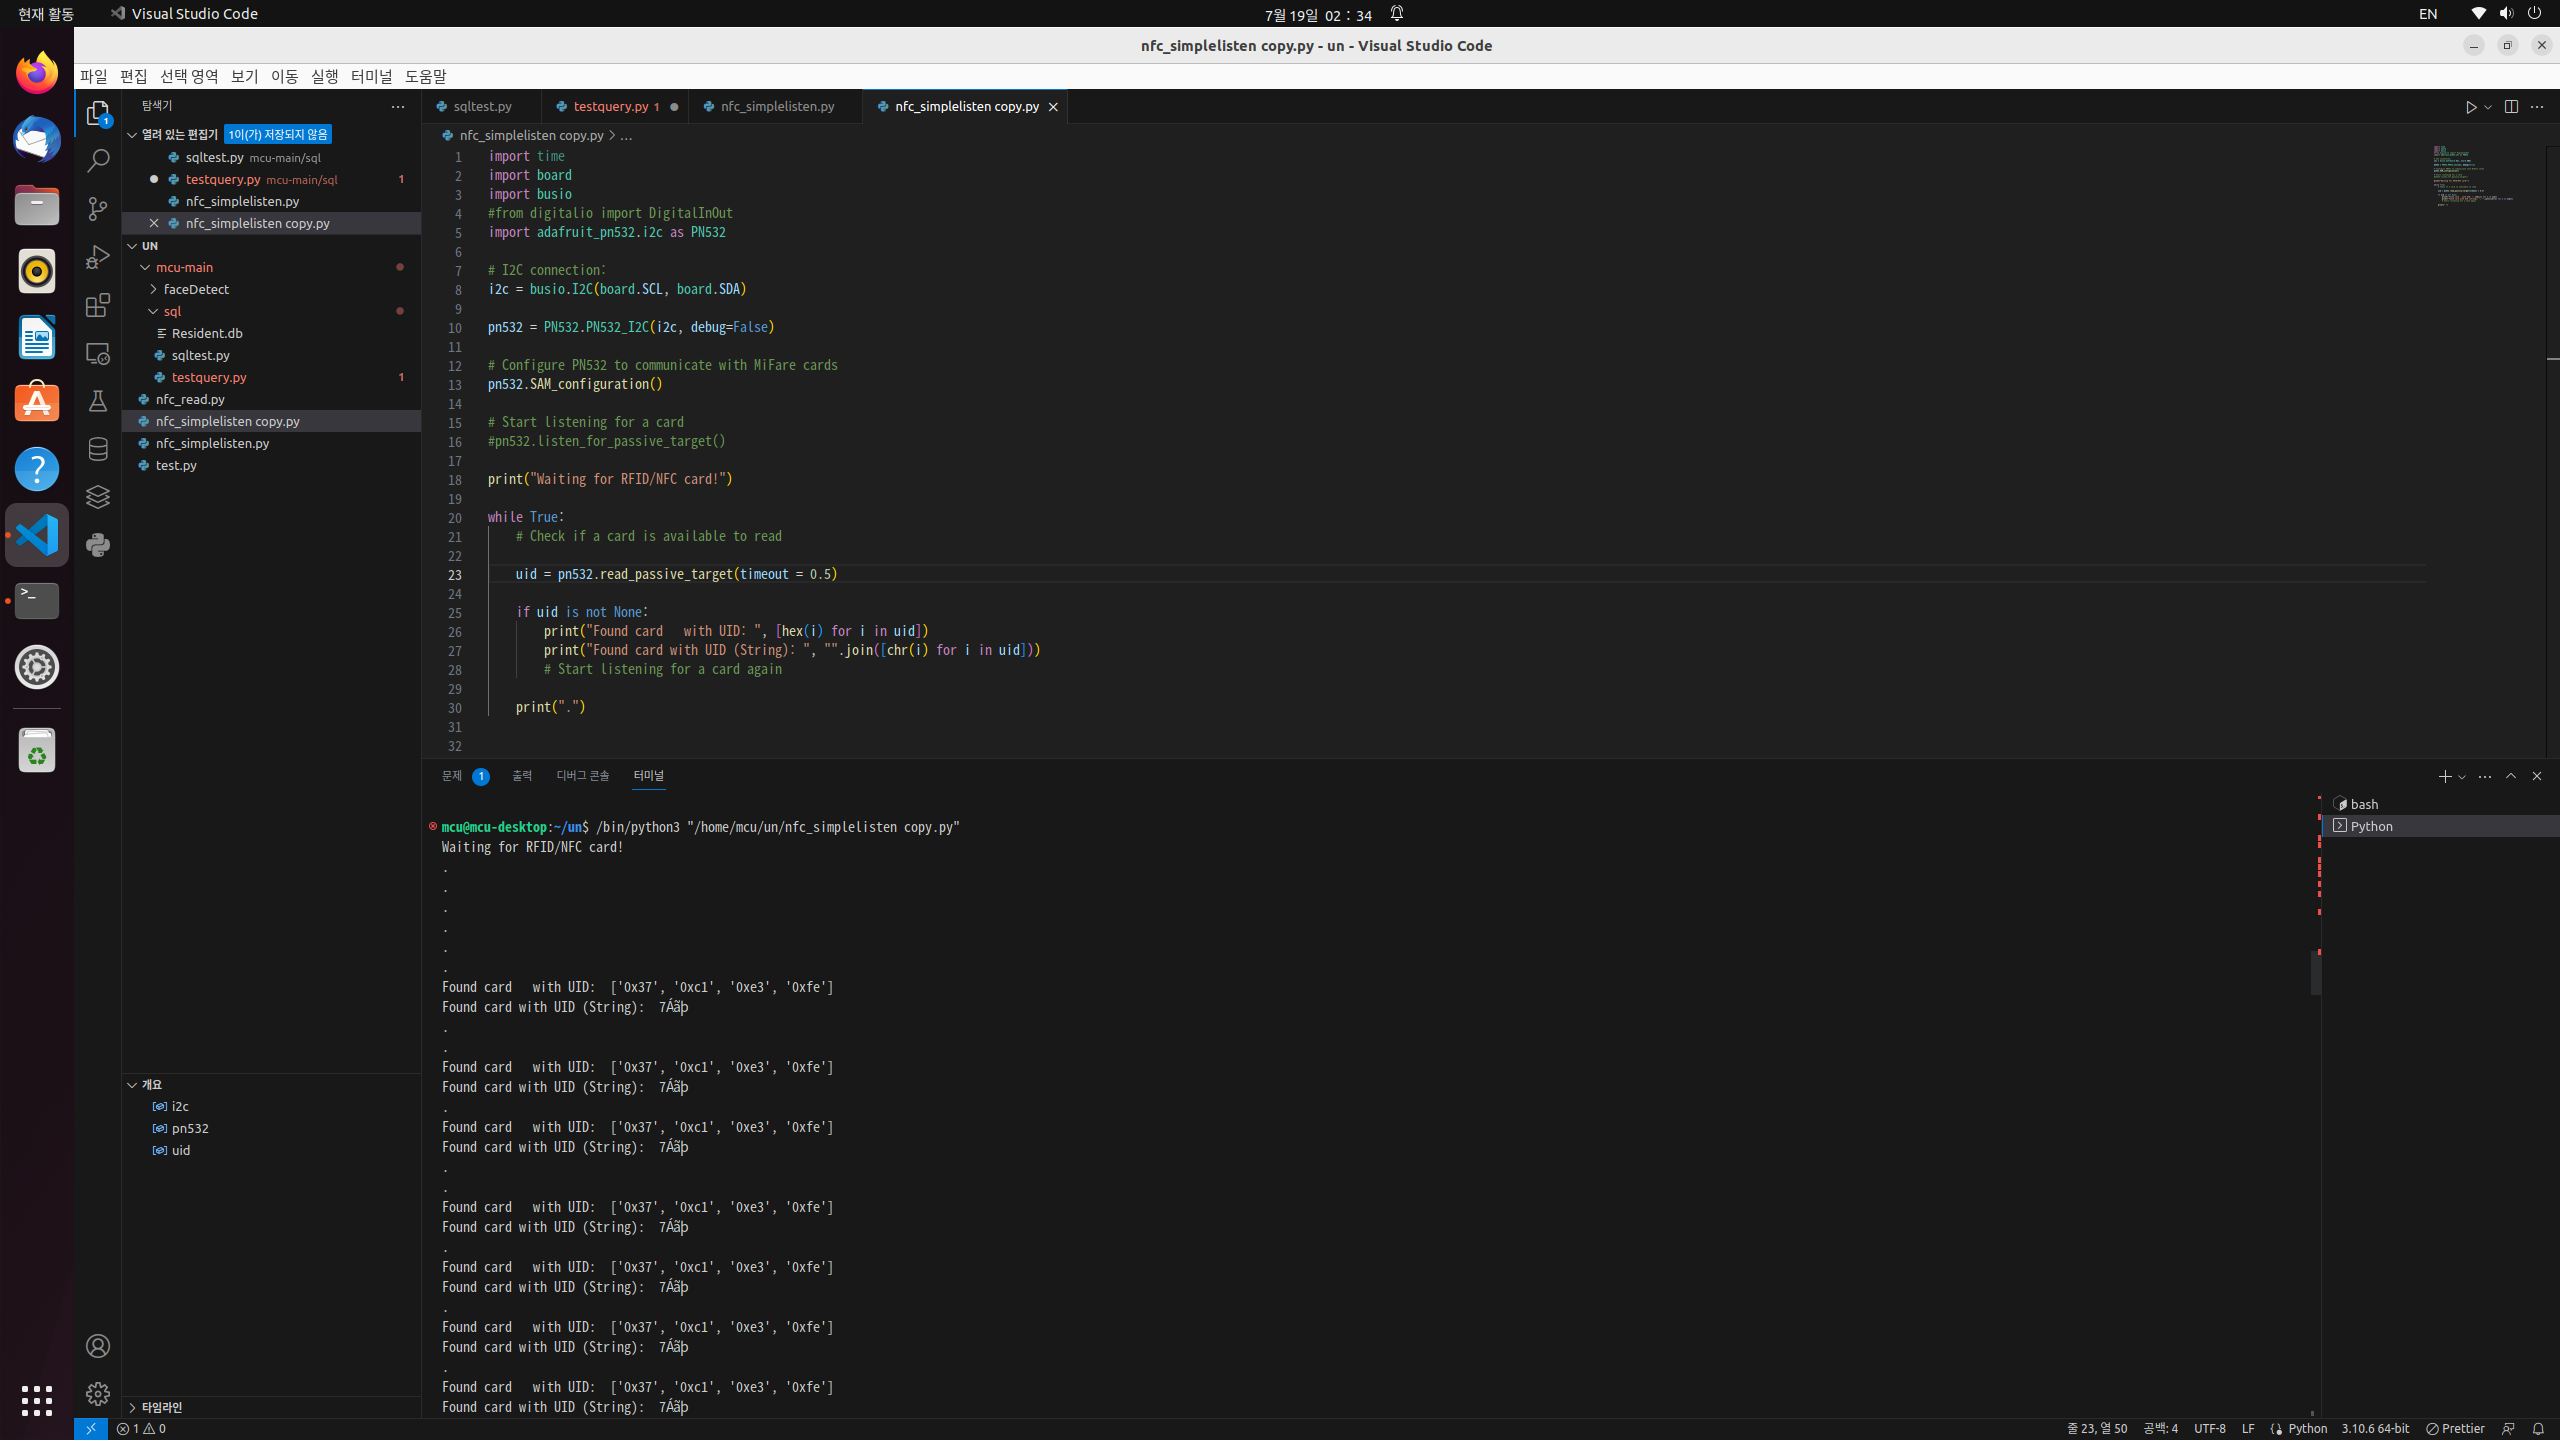 현재 활동
Visual Studio Code
7월 19일 02 : 34
EN
nfc_simplelisten copy.py - un - Visual Studio Code
파일 편집 선택 영역 보기 이동 실행 터미널 도움말
탐색기
열려 있는 편집기 1이(가) 저장되지 않음
sqltest.py mcu-main/sql
testquery.py mcu-main/sql 1
nfc_simplelisten.py
nfc_simplelisten copy.py
UN
mcu-main
faceDetect
sql
Resident.db
sqltest.py
testquery.py 1
nfc_read.py
nfc_simplelisten copy.py
nfc_simplelisten.py
test.py
개요
i2c
pn532
uid
타임라인
sqltest.py testquery.py 1 nfc_simplelisten.py nfc_simplelisten copy.py
nfc_simplelisten copy.py > ...
1 import time
2 import board
3 import busio
4 #from digitalio import DigitalInOut
5 import adafruit_pn532.i2c as PN532
6
7 # I2C connection:
8 i2c = busio.I2C(board.SCL, board.SDA)
9
10 pn532 = PN532.PN532_I2C(i2c, debug=False)
11
12 # Configure PN532 to communicate with MiFare cards
13 pn532.SAM_configuration()
14
15 # Start listening for a card
16 #pn532.listen_for_passive_target()
17
18 print("Waiting for RFID/NFC card!")
19
20 while True:
21 # Check if a card is available to read
22
23 uid = pn532.read_passive_target(timeout = 0.5)
24
25 if uid is not None:
26 print("Found card   with UID: ", [hex(i) for i in uid])
27 print("Found card with UID (String): ", "".join([chr(i) for i in uid]))
28 # Start listening for a card again
29
30 print(".")
31
32
문제 1 출력 디버그 콘솔 터미널
bash
Python
mcu@mcu-desktop:~/un$ /bin/python3 "/home/mcu/un/nfc_simplelisten copy.py"
Waiting for RFID/NFC card!
.
.
.
.
.
.
Found card   with UID:  ['0x37', '0xc1', '0xe3', '0xfe']
Found card with UID (String):  7Áãþ
.
.
Found card   with UID:  ['0x37', '0xc1', '0xe3', '0xfe']
Found card with UID (String):  7Áãþ
.
Found card   with UID:  ['0x37', '0xc1', '0xe3', '0xfe']
Found card with UID (String):  7Áãþ
.
.
Found card   with UID:  ['0x37', '0xc1', '0xe3', '0xfe']
Found card with UID (String):  7Áãþ
.
Found card   with UID:  ['0x37', '0xc1', '0xe3', '0xfe']
Found card with UID (String):  7Áãþ
.
Found card   with UID:  ['0x37', '0xc1', '0xe3', '0xfe']
Found card with UID (String):  7Áãþ
.
Found card   with UID:  ['0x37', '0xc1', '0xe3', '0xfe']
Found card with UID (String):  7Áãþ
1 0
줄 23, 열 50 공백: 4 UTF-8 LF Python 3.10.6 64-bit Prettier